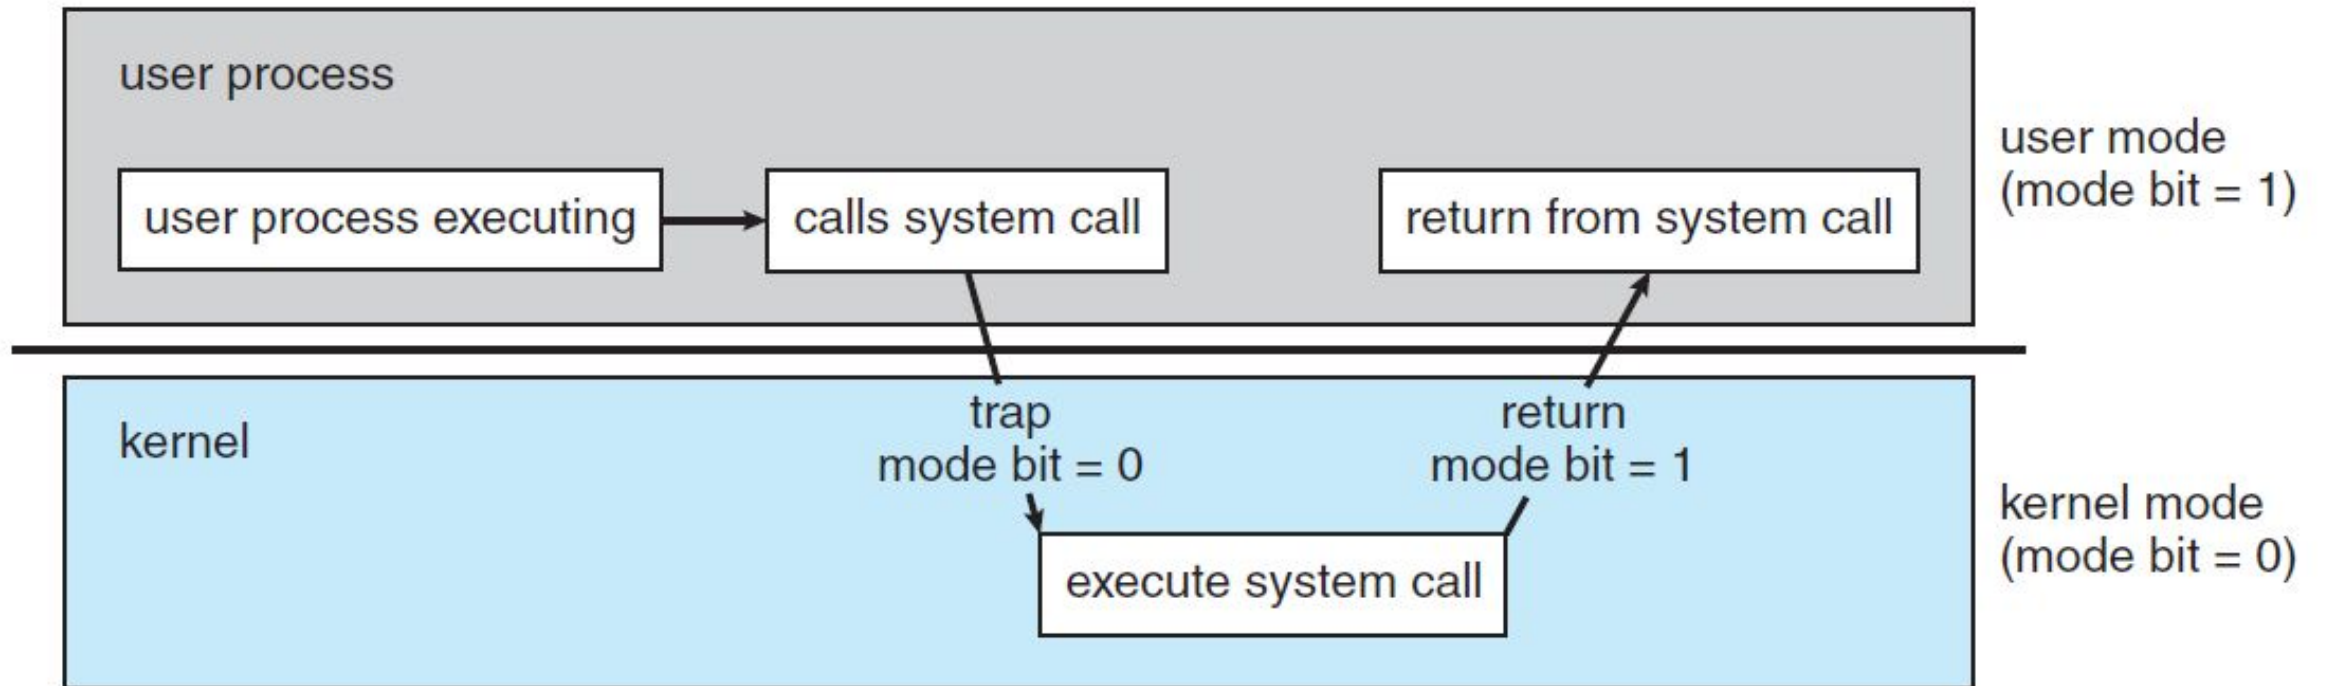 user process
user process executing
calls system call
return from system call
user mode
(mode bit = 1)
kernel
trap
mode bit = 0
return
mode bit = 1
execute system call
kernel mode
(mode bit = 0)